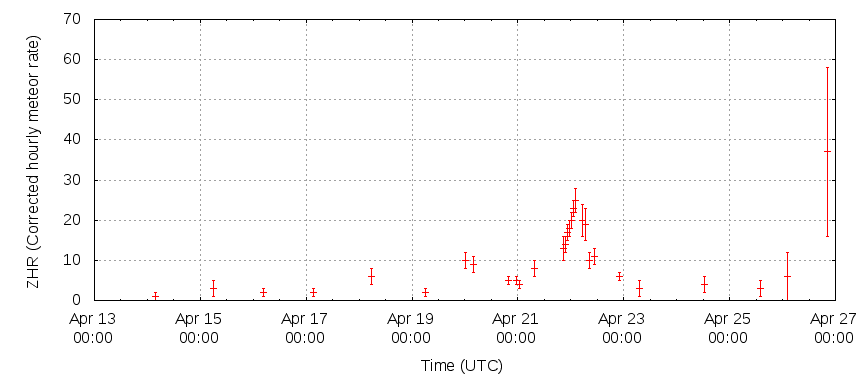 70
60
50
40
30
20
10
0
ZHR (Corrected hourly meteor rate)
Apr 13 Apr 15 Apr 17 Apr 19 Apr 21 Apr 23 Apr 25 Apr 27
00:00 00:00 00:00 00:00 00:00 00:00 00:00 00:00
Time (UTC)